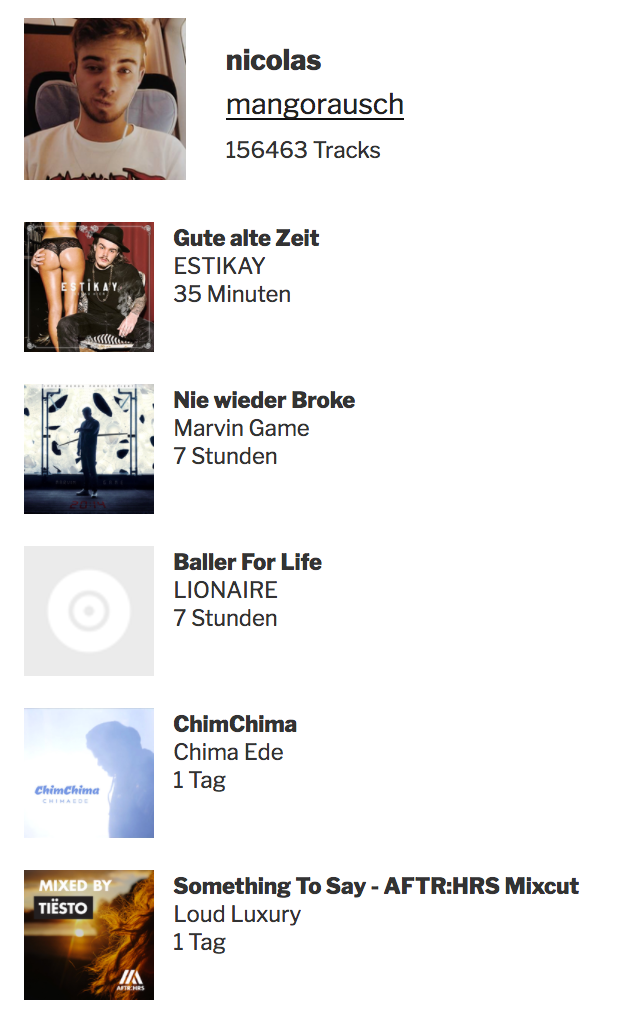 nicolas
mangorausch
156463 Tracks
Gute alte Zeit
ESTIKAY
35 Minuten
ESTIKAY
Nie wieder Broke
Marvin Game
7 Stunden
Baller For Life
LIONAIRE
7 Stunden
ChimChima
Chima Ede
1 Tag
ChimChima
CHIMAEDE
Something To Say - AFTR:HRS Mixcut
Loud Luxury
1 Tag
MIXED BY
TIËSTO
AFTR:HRS